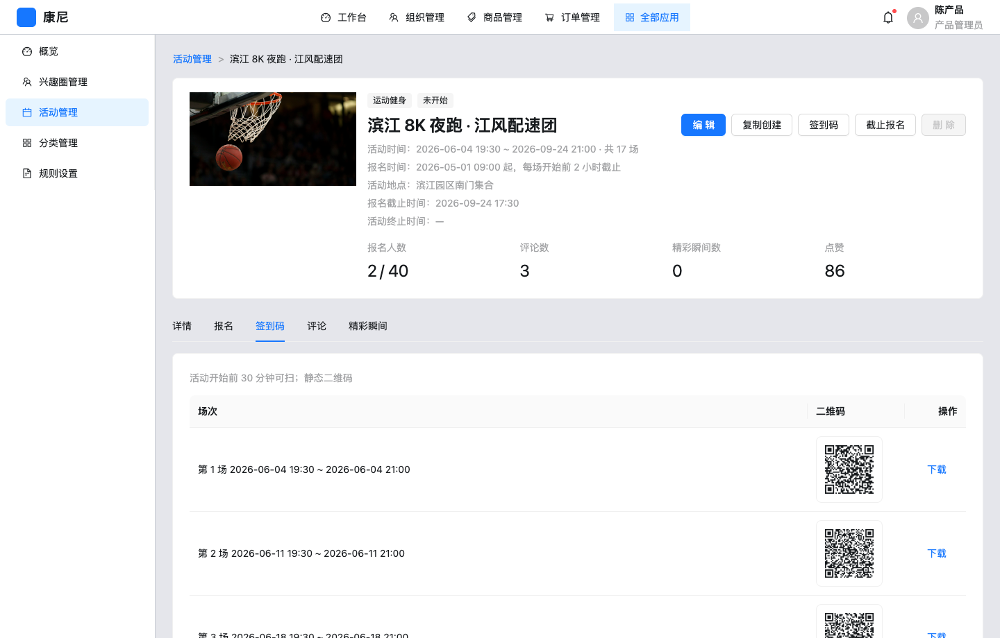 康尼
工作台
组织管理
商品管理
订单管理
全部应用
陈产品
产品管理员
概览
兴趣圈管理
活动管理
分类管理
规则设置
活动管理 > 滨江 8K 夜跑 · 江风配速团
运动健身 未开始
滨江 8K 夜跑 · 江风配速团
编 辑
复制创建
签到码
截止报名
删 除
活动时间：2026-06-04 19:30 ~ 2026-09-24 21:00 · 共 17 场
报名时间：2026-05-01 09:00 起，每场开始前 2 小时截止
活动地点：滨江园区南门集合
报名截止时间：2026-09-24 17:30
活动终止时间：—
报名人数 评论数 精彩瞬间数 点赞
2 / 40 3 0 86
详情 报名 签到码 评论 精彩瞬间
活动开始前 30 分钟可扫；静态二维码
场次 二维码 操作
第 1 场 2026-06-04 19:30 ~ 2026-06-04 21:00 下载
第 2 场 2026-06-11 19:30 ~ 2026-06-11 21:00 下载
第 3 场 2026-06-18 19:30 ~ 2026-06-18 21:00 下载